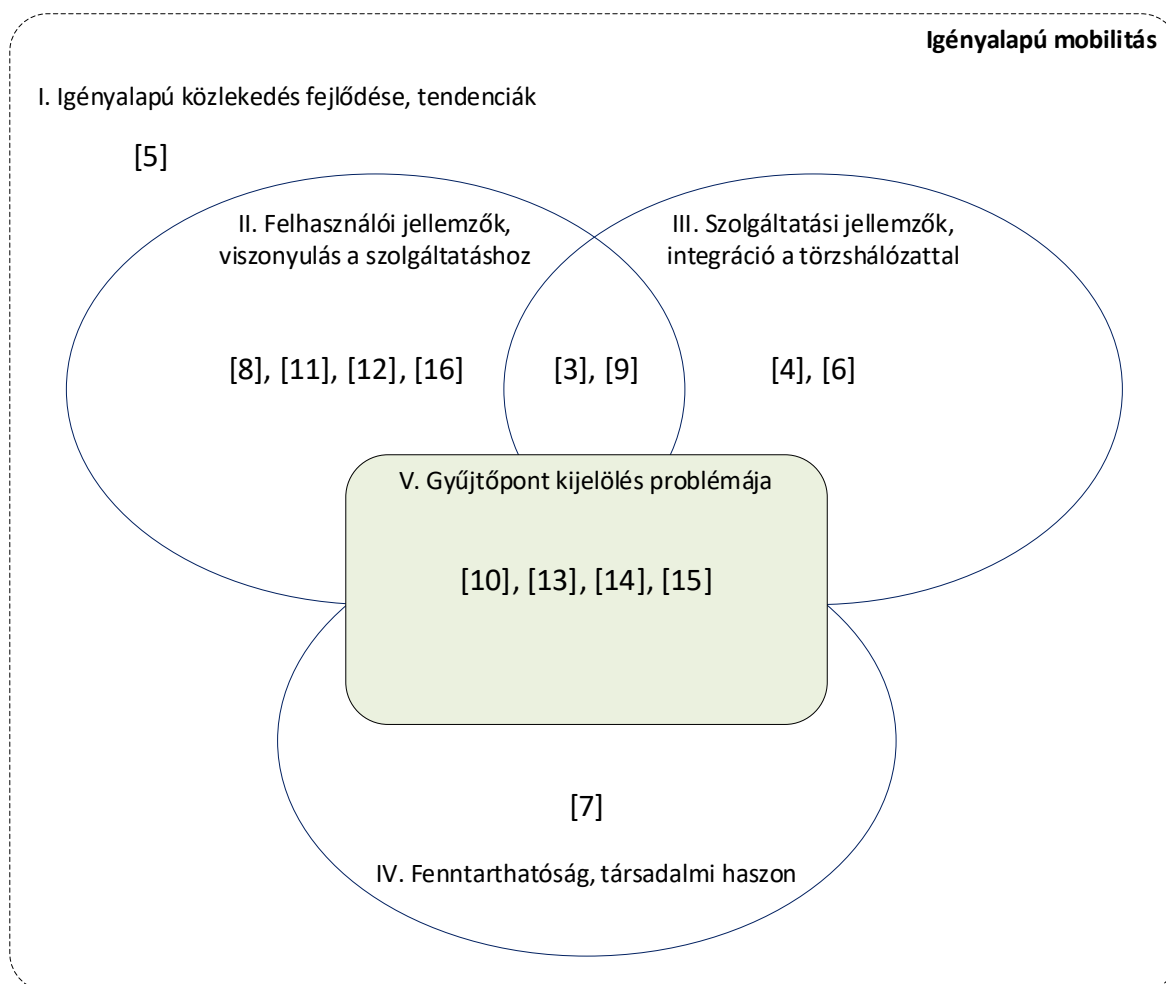 Igényalapú mobilitás
I. Igényalapú közlekedés fejlődése, tendenciák
[5]
II. Felhasználói jellemzők,
viszonyulás a szolgáltatáshoz
III. Szolgáltatási jellemzők,
integráció a törzshálózattal
[8], [11], [12], [16]
[3], [9]
[4], [6]
V. Gyűjtőpont kijelölés problémája
[10], [13], [14], [15]
[7]
IV. Fenntarthatóság, társadalmi haszon